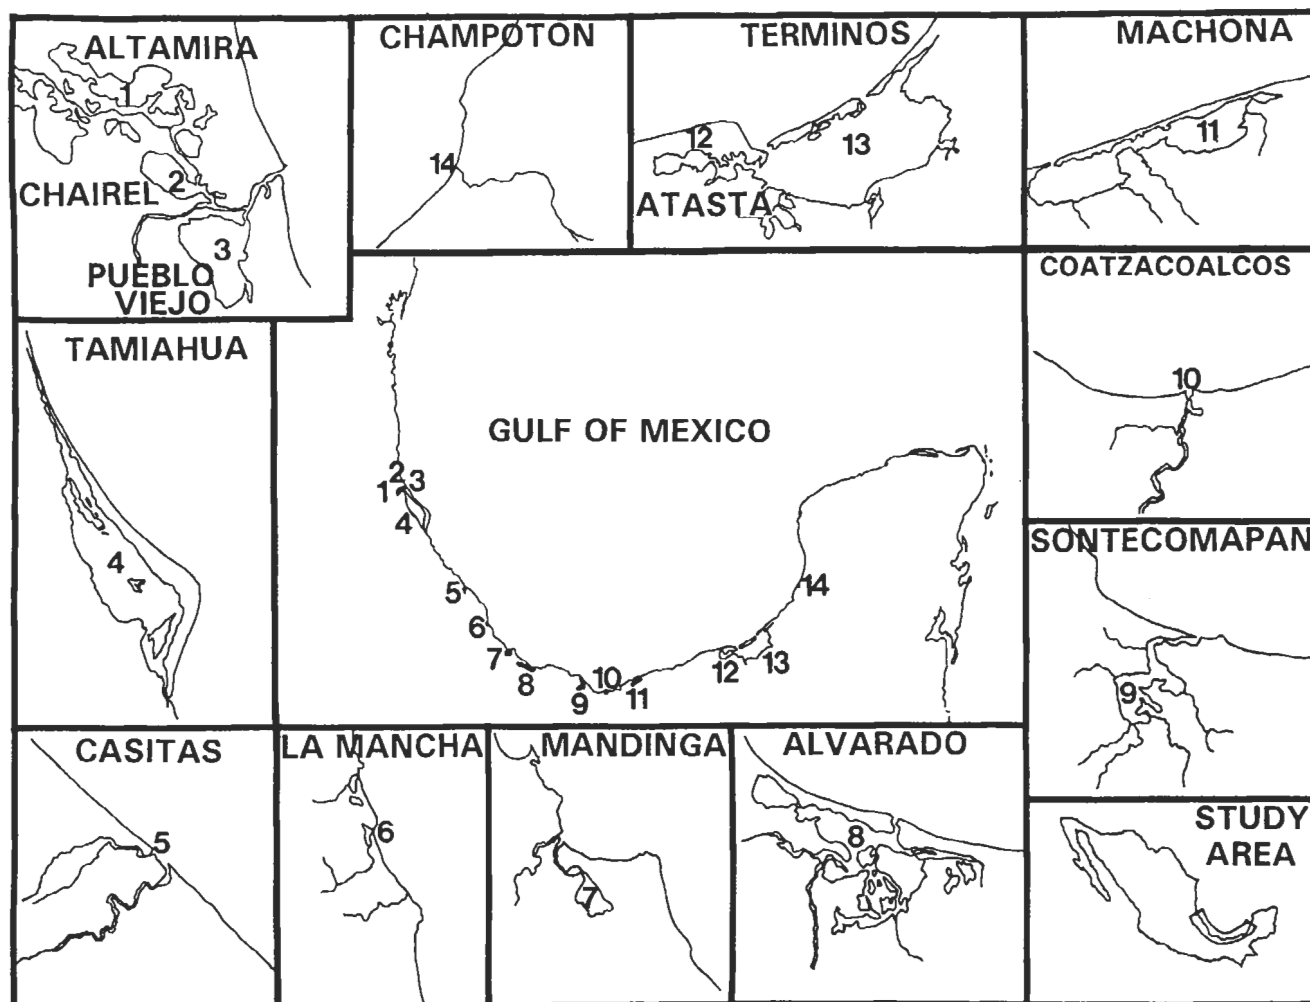 ALTAMIRA
1
2
CHAIREL
3
PUEBLO
VIEJO
CHAMPOTON
14
TERMINOS
12
13
ATASTA
MACHONA
11
COATZACOALCOS
10
TAMIAHUA
4
GULF OF MEXICO
2
1
3
4
5
6
7
8
9
10
11
12
13
14
SONTECOMAPAN
9
CASITAS
5
LA MANCHA
6
MANDINGA
7
ALVARADO
8
STUDY
AREA